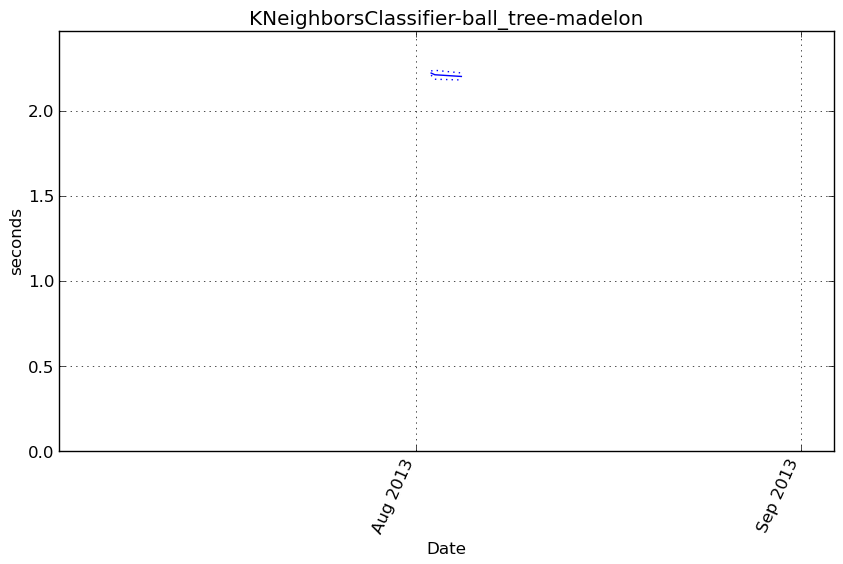 KNeighborsClassifier-ball_tree-madelon
seconds
2.0
1.5
1.0
0.5
0.0
Aug 2013
Sep 2013
Date